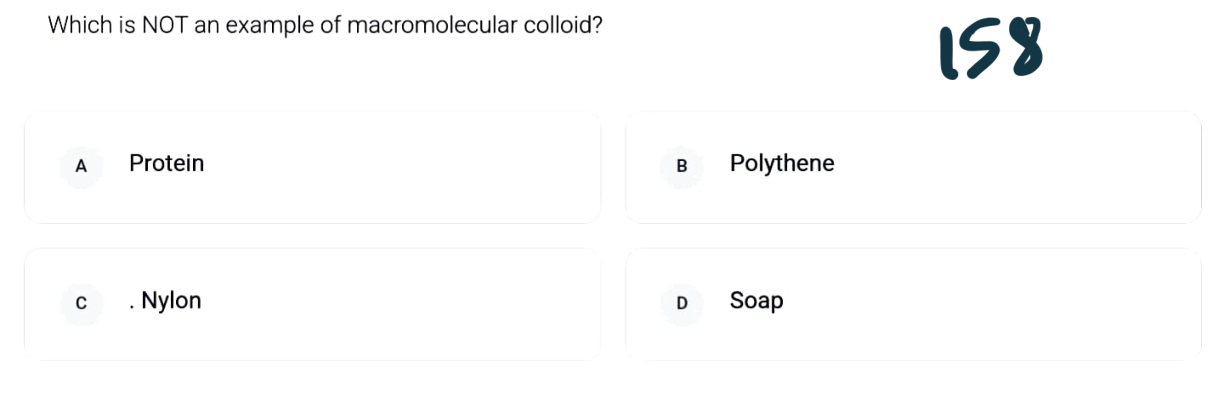 Which is NOT an example of macromolecular colloid?
158
A Protein
B Polythene
C . Nylon
D Soap